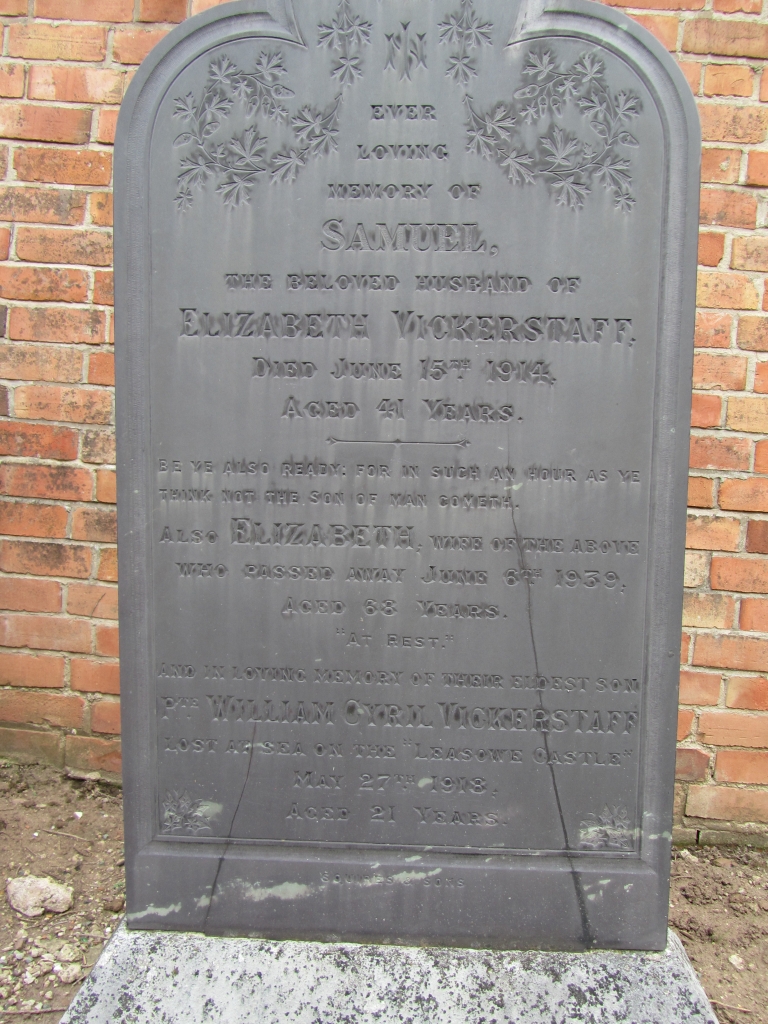 IN
EVER
LOVING
MEMORY OF
SAMUEL,
THE BELOVED HUSBAND OF
ELIZABETH VICKERSTAFF,
DIED JUNE 15TH 1914,
AGED 41 YEARS.
BE YE ALSO READY: FOR IN SUCH AN HOUR AS YE
THINK NOT THE SON OF MAN COMETH.
ALSO ELIZABETH, WIFE OF THE ABOVE
WHO PASSED AWAY JUNE 6TH 1939,
AGED 68 YEARS.
"AT REST."
AND IN LOVING MEMORY OF THEIR ELDEST SON
PTE WILLIAM CYRIL VICKERSTAFF
LOST AT SEA ON THE "LEASOWE CASTLE"
MAY 27TH 1918,
AGED 21 YEARS.
SQUIRES & SONS